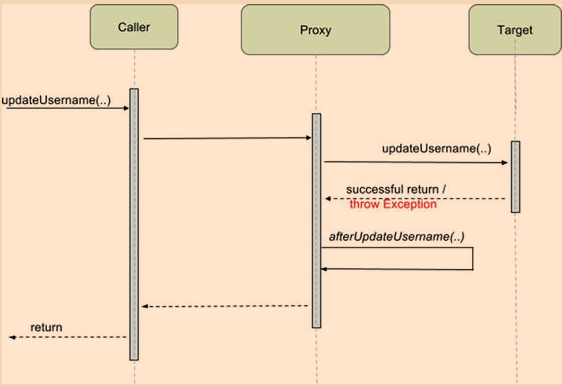 Caller
Proxy
Target
updateUsername(..)
updateUsername(..)
successful return /
throw Exception
afterUpdateUsername(..)
return